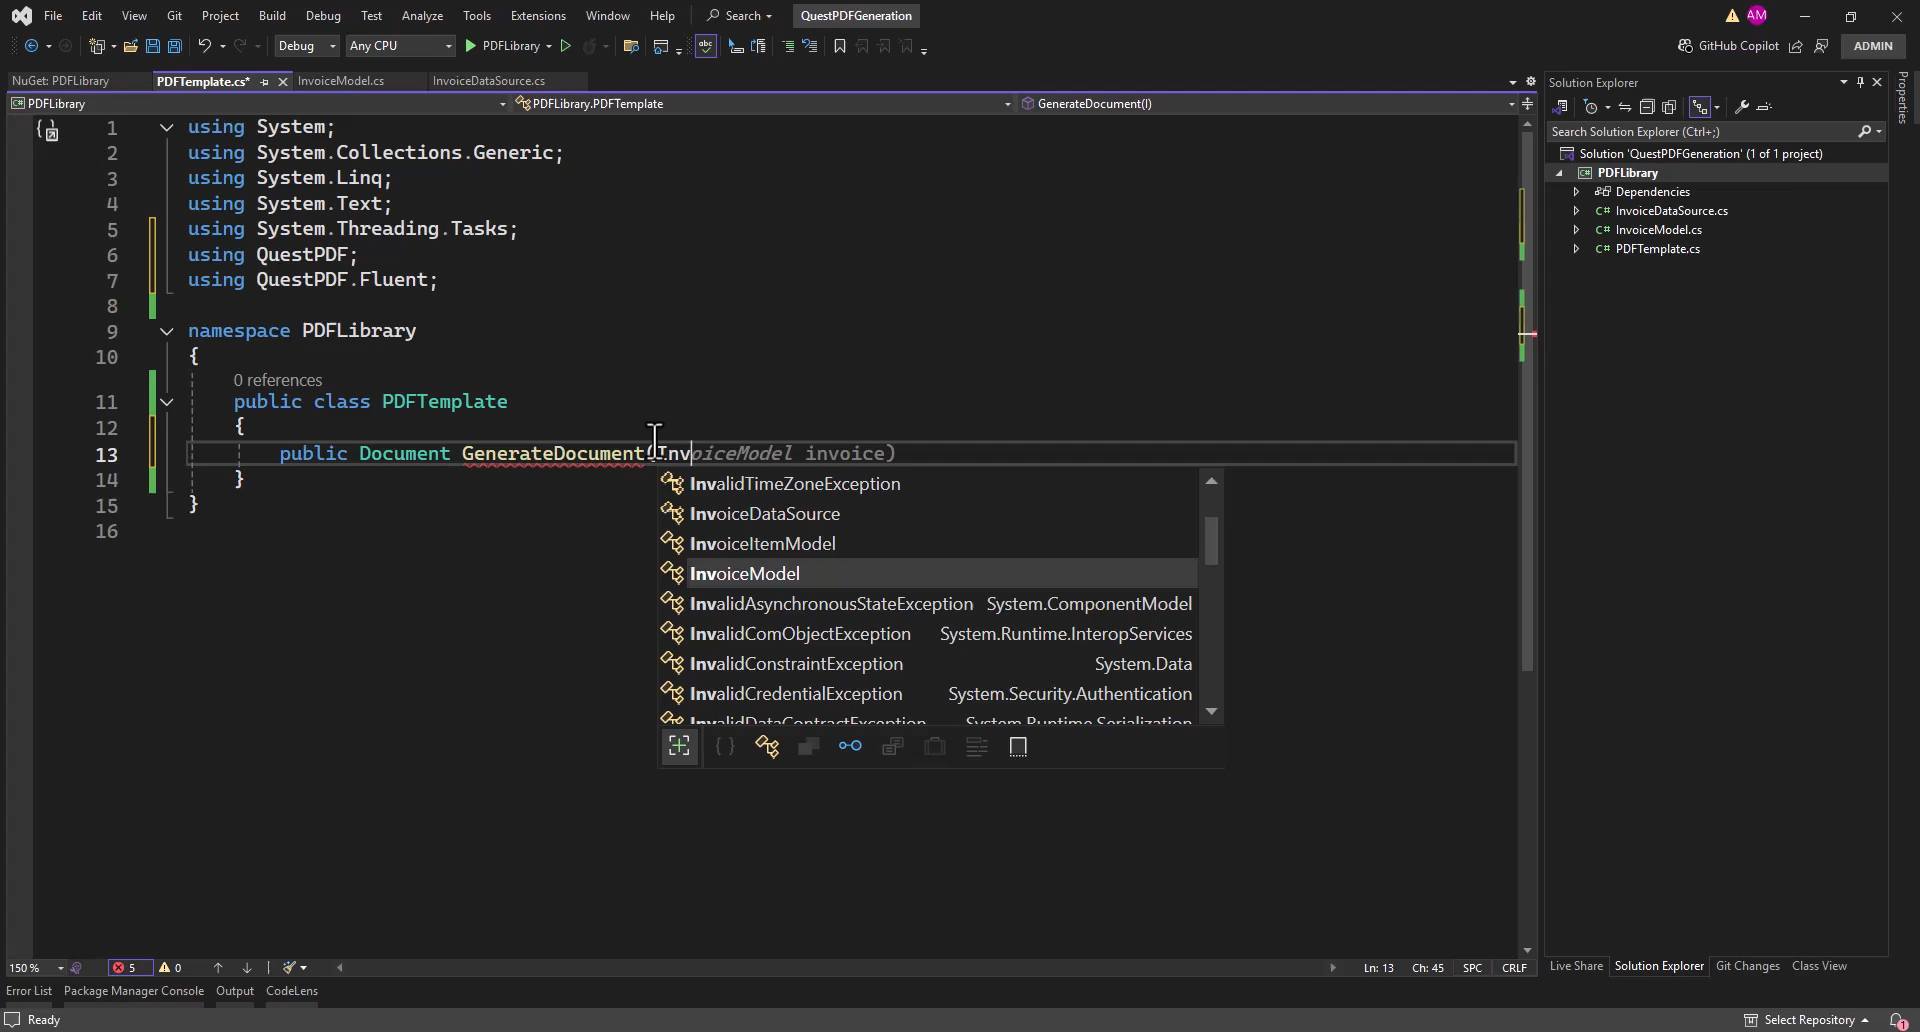 File Edit View Git Project Build Debug Test Analyze Tools Extensions Window Help Search QuestPDFGeneration AM
Debug Any CPU PDFLibrary GitHub Copilot ADMIN
NuGet: PDFLibrary PDFTemplate.cs* InvoiceModel.cs InvoiceDataSource.cs
PDFLibrary PDFLibrary.PDFTemplate GenerateDocument(I)
1 using System;
2 using System.Collections.Generic;
3 using System.Linq;
4 using System.Text;
5 using System.Threading.Tasks;
6 using QuestPDF;
7 using QuestPDF.Fluent;
8
9 namespace PDFLibrary
10 {
0 references
11 public class PDFTemplate
12 {
13 public Document GenerateDocument(InvoiceModel invoice)
14 }
15 }
16
InvalidTimeZoneException
InvoiceDataSource
InvoiceItemModel
InvoiceModel
InvalidAsynchronousStateException System.ComponentModel
InvalidComObjectException System.Runtime.InteropServices
InvalidConstraintException System.Data
InvalidCredentialException System.Security.Authentication
InvalidDataContractException System.Runtime.Serialization
Solution Explorer
Search Solution Explorer (Ctrl+;)
Solution 'QuestPDFGeneration' (1 of 1 project)
PDFLibrary
Dependencies
C# InvoiceDataSource.cs
C# InvoiceModel.cs
C# PDFTemplate.cs
Properties
150 % 5 0 Ln: 13 Ch: 45 SPC CRLF
Live Share Solution Explorer Git Changes Class View
Error List Package Manager Console Output CodeLens
Ready Select Repository 1